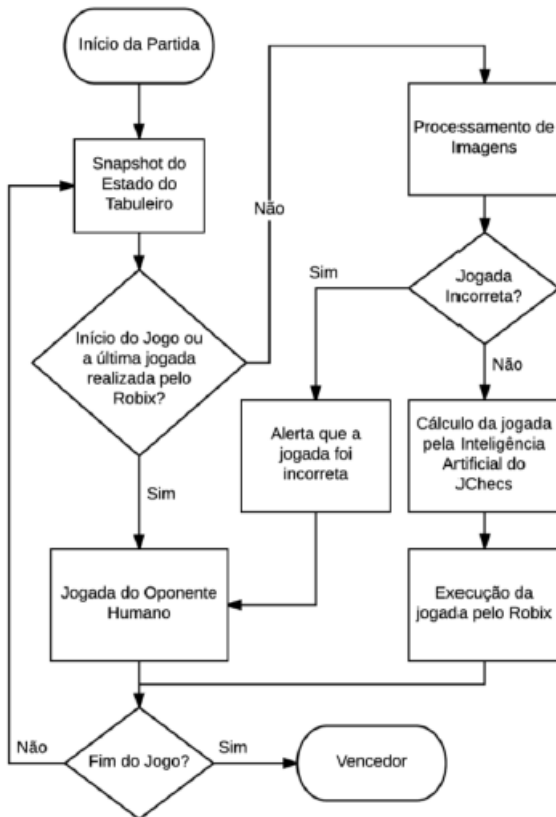 Início da Partida
Snapshot do
Estado do
Tabuleiro
Não
Início do Jogo ou
a última jogada
realizada pelo
Robix?
Sim
Processamento de
Imagens
Jogada
Incorreta?
Sim
Não
Alerta que a
jogada foi
incorreta
Cálculo da jogada
pela Inteligência
Artificial do
JChecs
Jogada do Oponente
Humano
Execução da
jogada pelo Robix
Fim do Jogo?
Não
Sim
Vencedor